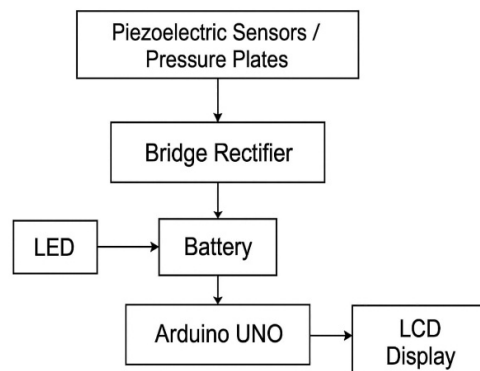 Piezoelectric Sensors /
Pressure Plates
Bridge Rectifier
LED
Battery
Arduino UNO
LCD
Display